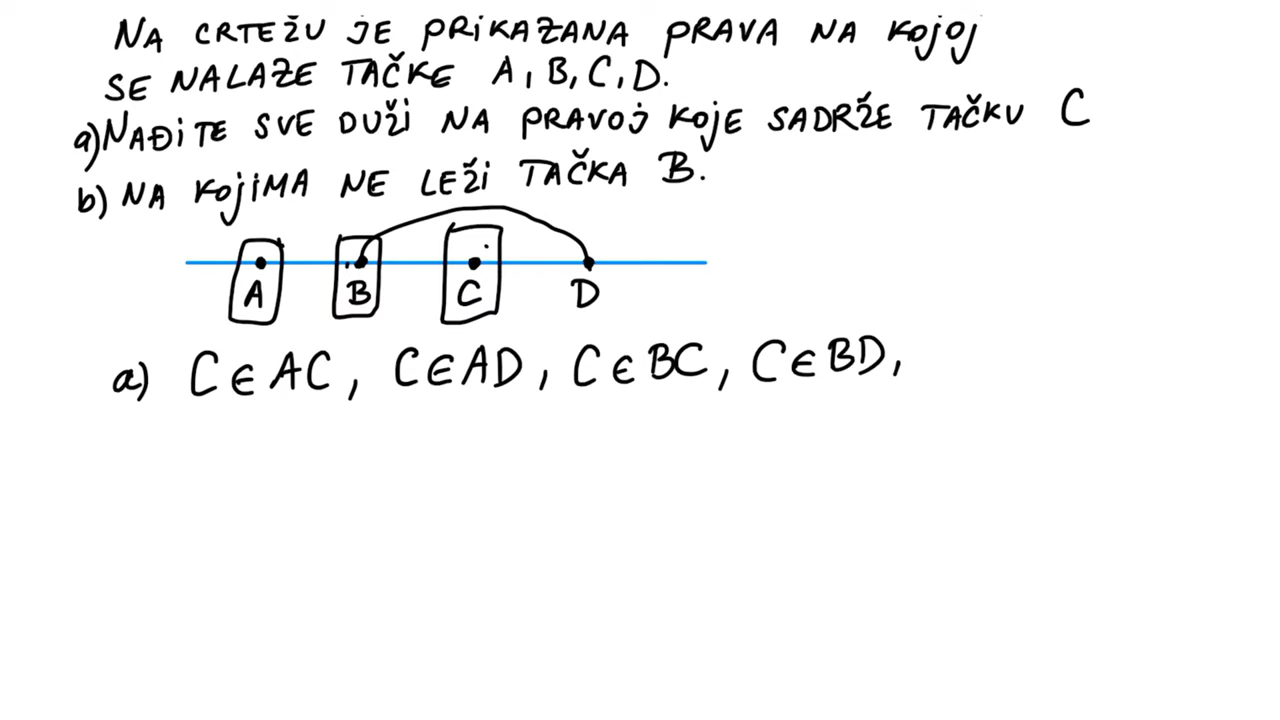 NA CRTEŽU JE PRIKAZANA PRAVA NA KOJOJ
SE NALAZE TAČKE A, B, C, D.
a) NAĐITE SVE DUŽI NA PRAVOJ KOJE SADRŽE TAČKU C
b) NA KOJIMA NE LEŽI TAČKA B.
A B C D
a) C ∈ AC, C ∈ AD, C ∈ BC, C ∈ BD,